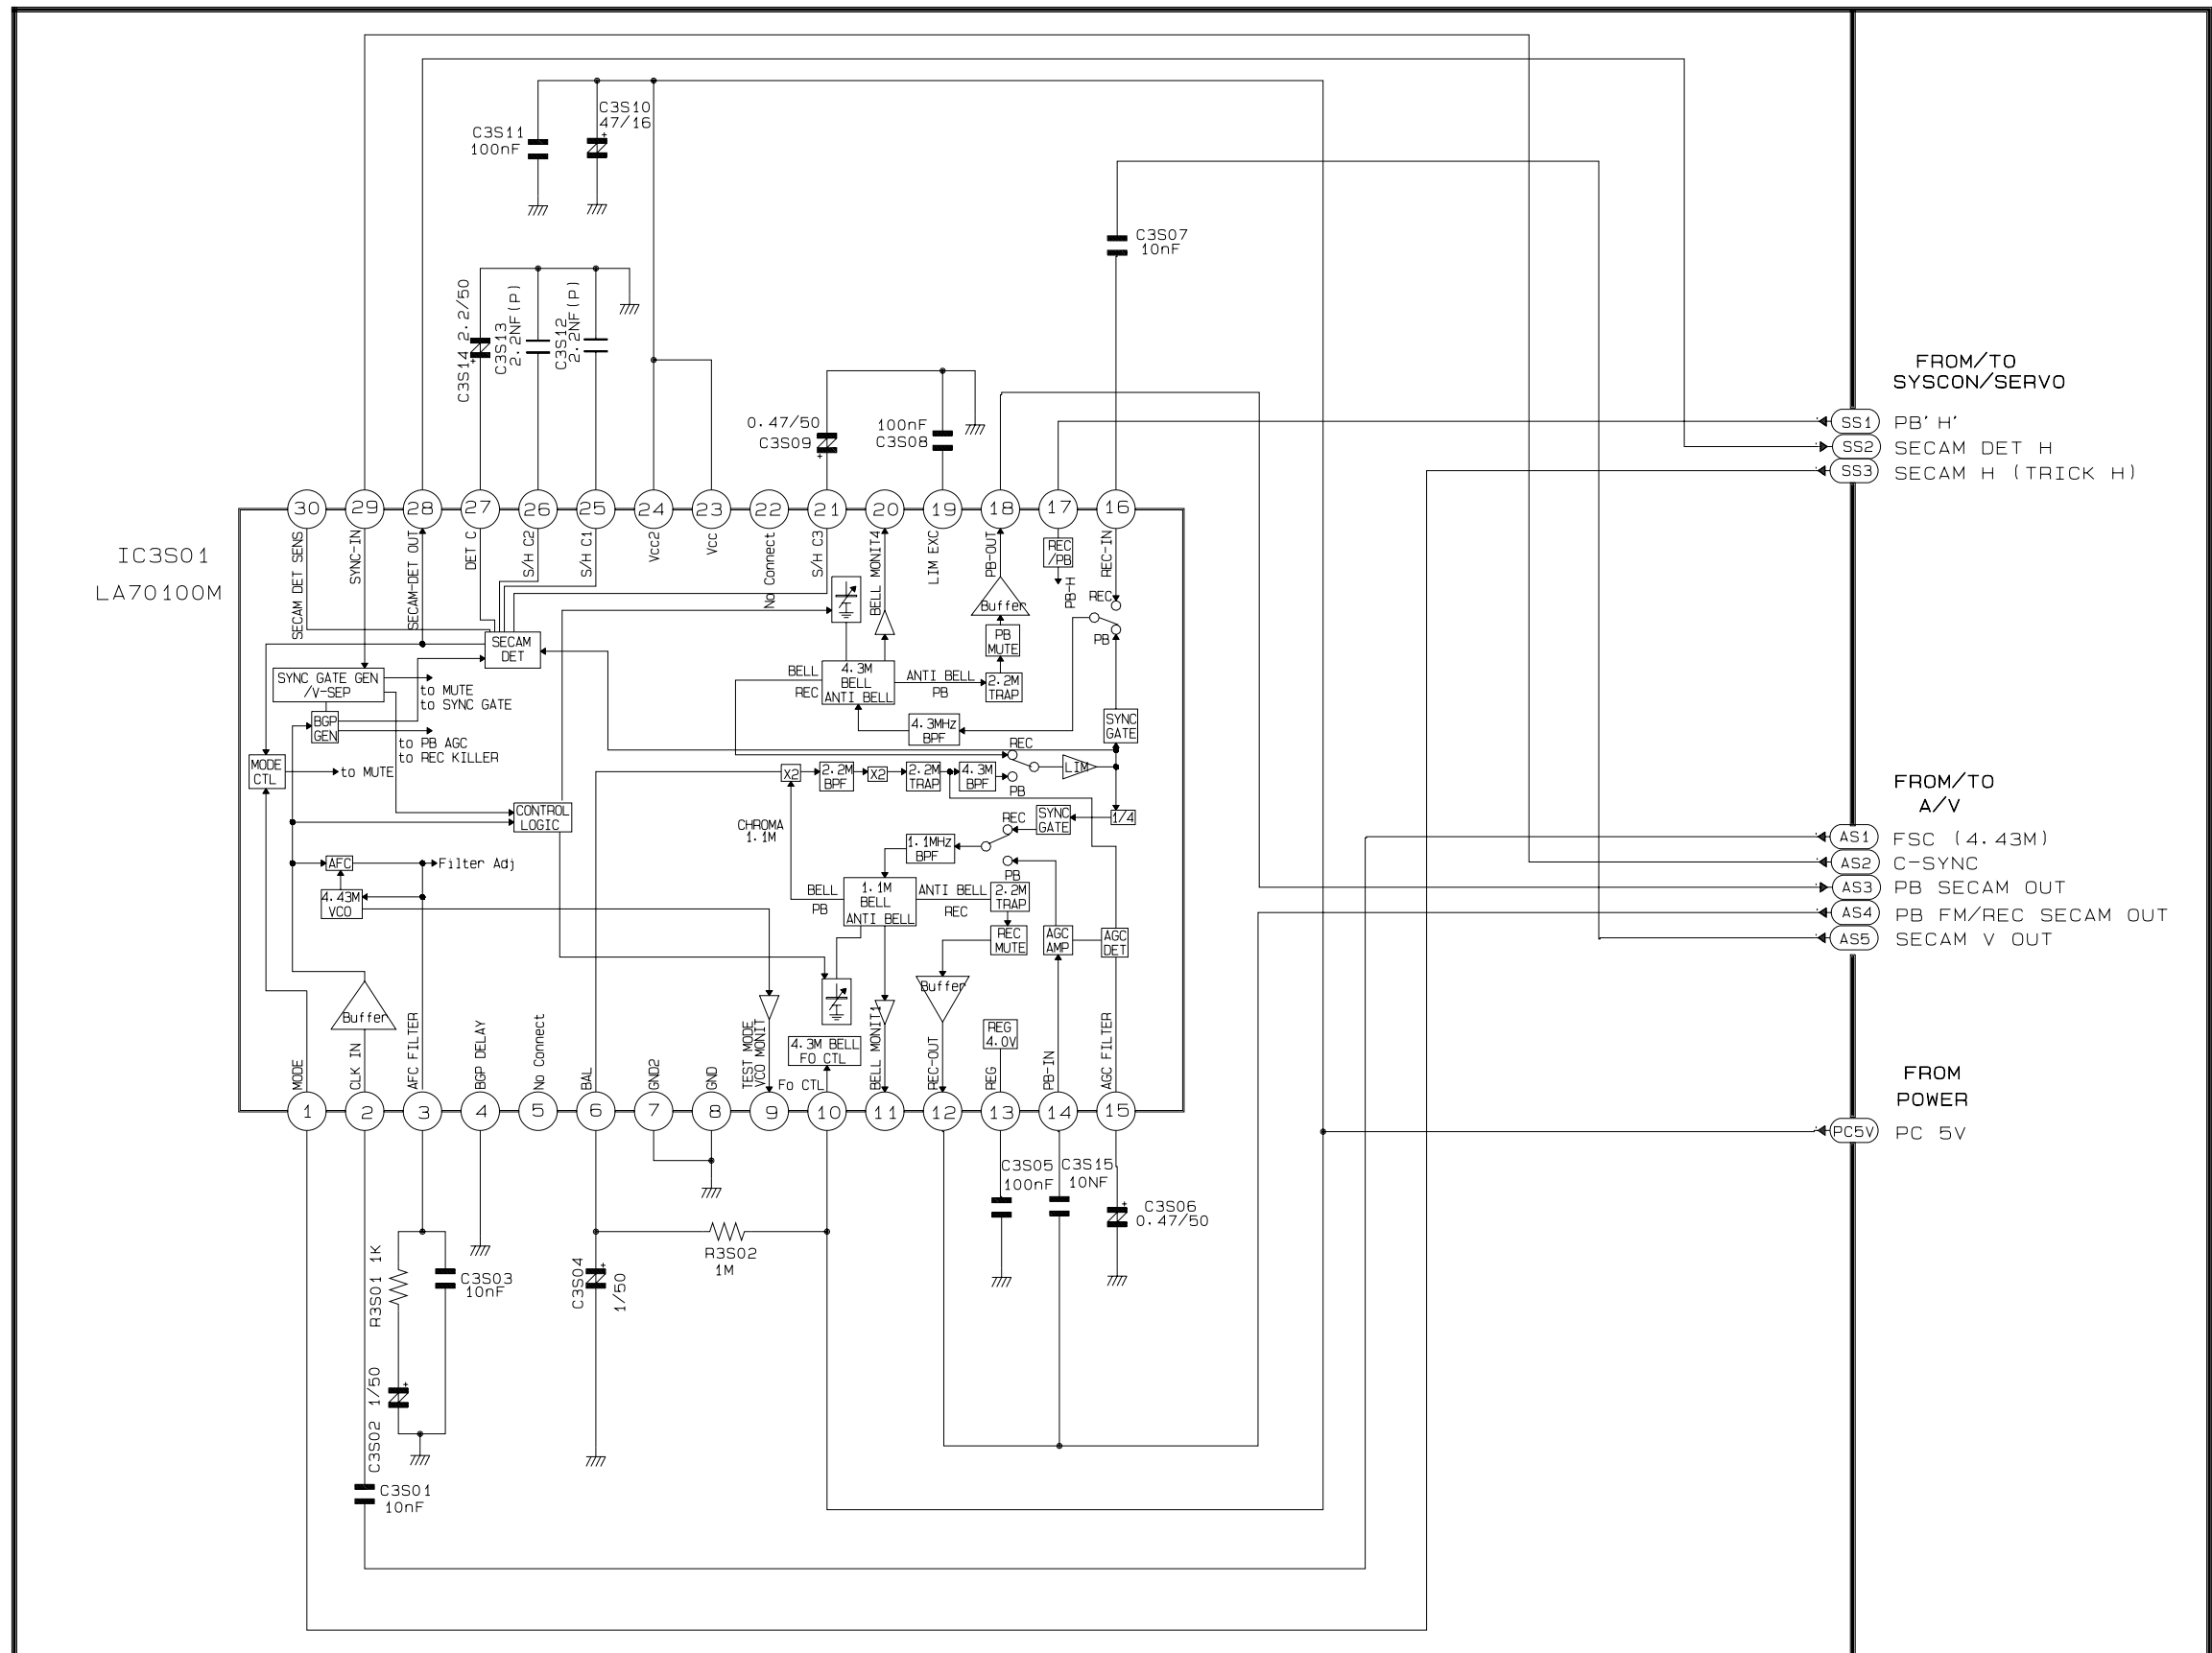 C3S10
47/16
C3S11
100nF
C3S07
10nF
C3S14 2.2/50
C3S13
2.2NF(P)
C3S12
2.2NF(P)
0.47/50
C3S09
100nF
C3S08
FROM/TO
SYSCON/SERVO
SS1 PB'H'
SS2 SECAM DET H
SS3 SECAM H (TRICK H)
IC3S01
LA70100M
30 29 28 27 26 25 24 23 22 21 20 19 18 17 16
SECAM DET SENS
SYNC-IN
SECAM-DET OUT
DET C
S/H C2
S/H C1
Vcc2
Vcc
No Connect
S/H C3
BELL MONIT4
LIM EXC
PB-OUT
REC
/PB
PB-H
REC-IN
REC
PB
Buffer
PB
MUTE
SECAM
DET
SYNC GATE GEN
/V-SEP
to MUTE
to SYNC GATE
BGP
GEN
to PB AGC
to REC KILLER
MODE
CTL
to MUTE
BELL
REC
4.3M
BELL
ANTI BELL
ANTI BELL
PB
2.2M
TRAP
4.3MHz
BPF
SYNC
GATE
REC
X2
2.2M
BPF
X2
2.2M
TRAP
4.3M
BPF
PB
LIM
CONTROL
LOGIC
CHROMA
1.1M
REC
SYNC
GATE
1/4
1.1MHz
BPF
PB
AFC
Filter Adj
4.43M
VCO
BELL
PB
1.1M
BELL
ANTI BELL
ANTI BELL
REC
2.2M
TRAP
REC
MUTE
AGC
AMP
AGC
DET
Buffer
Buffer
REG
4.0V
4.3M BELL
FO CTL
MODE
CLK IN
AFC FILTER
BGP DELAY
No Connect
BAL
GND2
GND
TEST MODE
VCO MONIT
Fo CTL
BELL MONIT1
REC-OUT
REG
PB-IN
AGC FILTER
1 2 3 4 5 6 7 8 9 10 11 12 13 14 15
FROM/TO
A/V
AS1 FSC (4.43M)
AS2 C-SYNC
AS3 PB SECAM OUT
AS4 PB FM/REC SECAM OUT
AS5 SECAM V OUT
FROM
POWER
PC5V PC 5V
C3S05
100nF
C3S15
10NF
C3S06
0.47/50
R3S02
1M
R3S01 1K
C3S03
10nF
C3S04
1/50
C3S02 1/50
C3S01
10nF